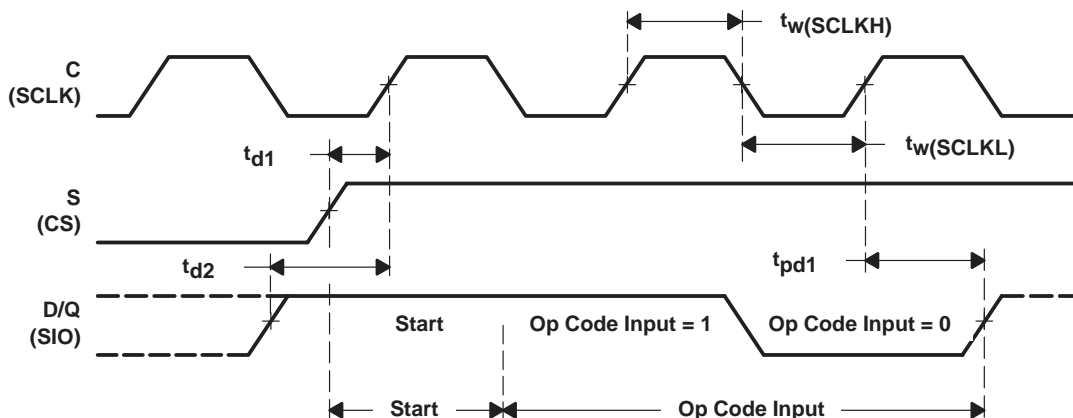 tw(SCLKH)
C
(SCLK)
td1
tw(SCLKL)
S
(CS)
td2
tpd1
D/Q
(SIO)
Start
Op Code Input = 1
Op Code Input = 0
Start
Op Code Input